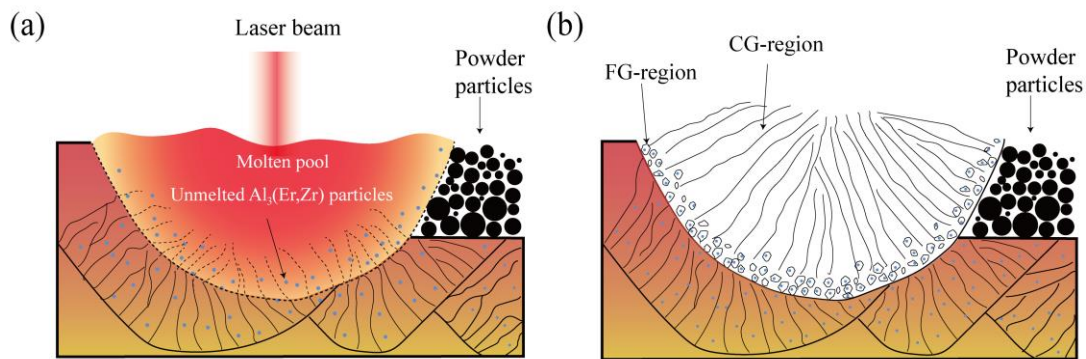 (a)
Laser beam
Powder
particles
Molten pool
Unmelted Al₃(Er,Zr) particles
(b)
CG-region
FG-region
Powder
particles